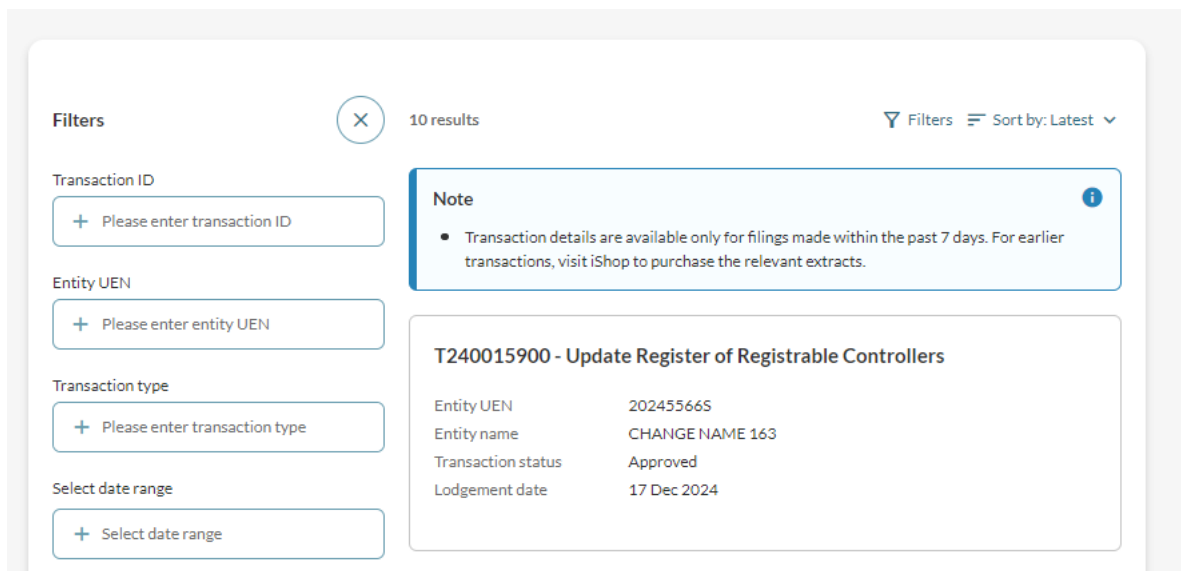 Filters
10 results
Filters
Sort by: Latest
Transaction ID
Please enter transaction ID
Entity UEN
Please enter entity UEN
Transaction type
Please enter transaction type
Select date range
Select date range
Note
Transaction details are available only for filings made within the past 7 days. For earlier
transactions, visit iShop to purchase the relevant extracts.
T240015900 - Update Register of Registrable Controllers
Entity UEN 20245566S
Entity name CHANGE NAME 163
Transaction status Approved
Lodgement date 17 Dec 2024